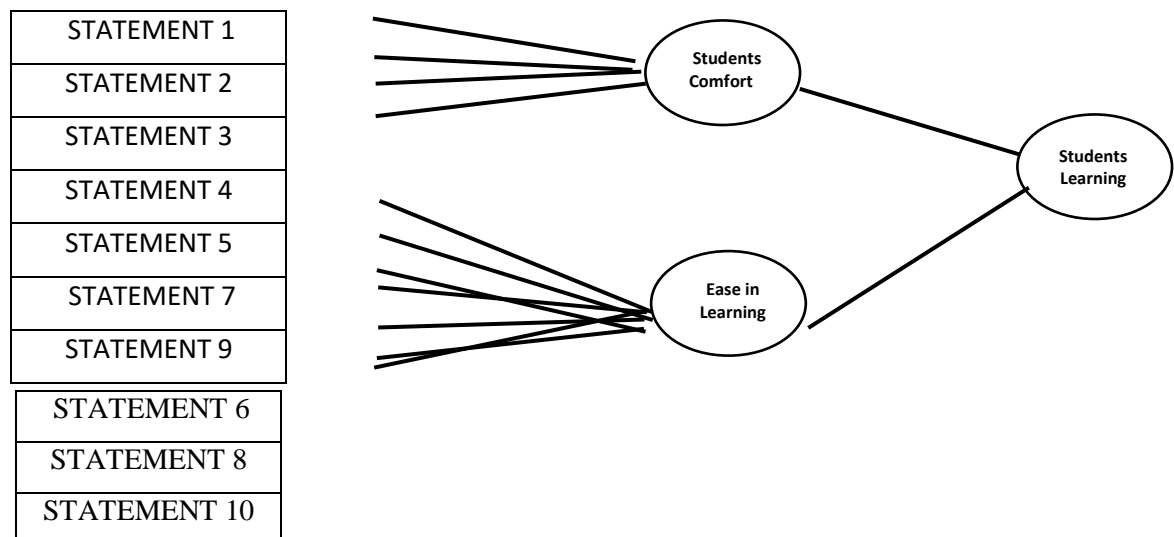 STATEMENT 1
STATEMENT 2
STATEMENT 3
STATEMENT 4
STATEMENT 5
STATEMENT 7
STATEMENT 9
STATEMENT 6
STATEMENT 8
STATEMENT 10
Students
Comfort
Ease in
Learning
Students
Learning